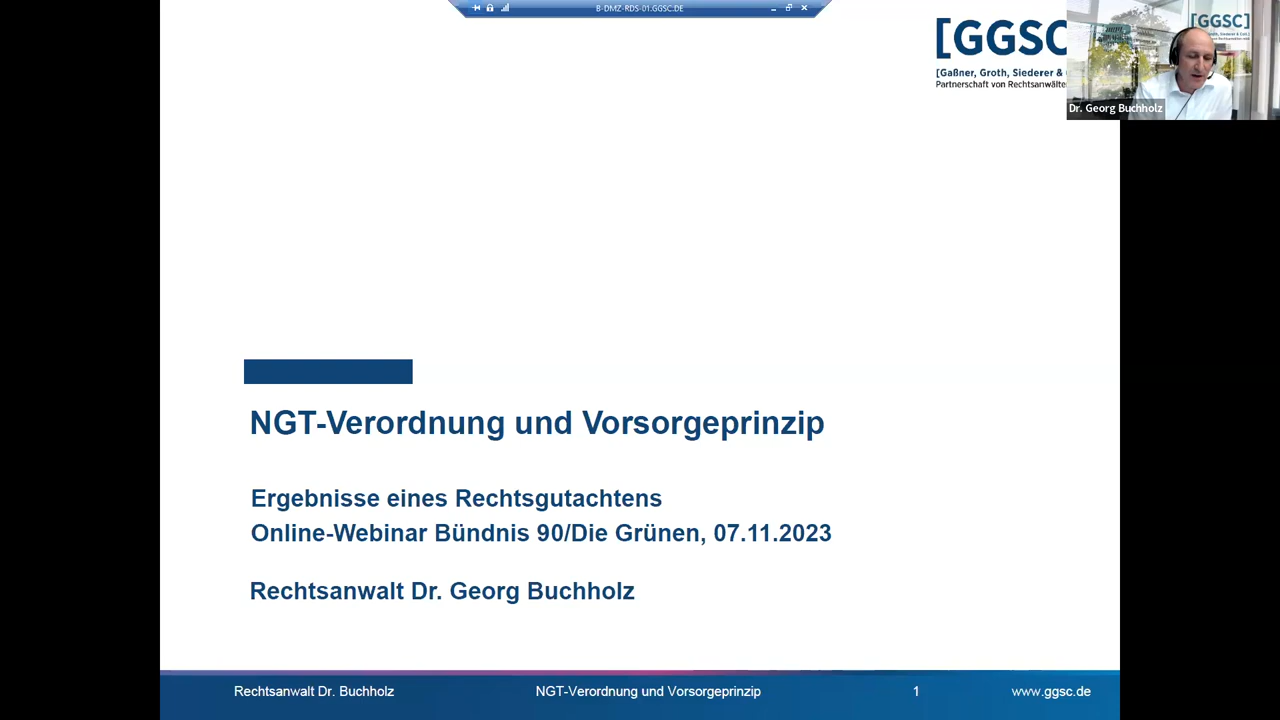 B-DMZ-RDS-01.GGSC.DE
[GGSC
[Gaßner, Groth, Siederer &
Partnerschaft von Rechtsanwälte
[GGSC]
Dr. Georg Buchholz
NGT-Verordnung und Vorsorgeprinzip
Ergebnisse eines Rechtsgutachtens
Online-Webinar Bündnis 90/Die Grünen, 07.11.2023
Rechtsanwalt Dr. Georg Buchholz
Rechtsanwalt Dr. Buchholz
NGT-Verordnung und Vorsorgeprinzip
1
www.ggsc.de